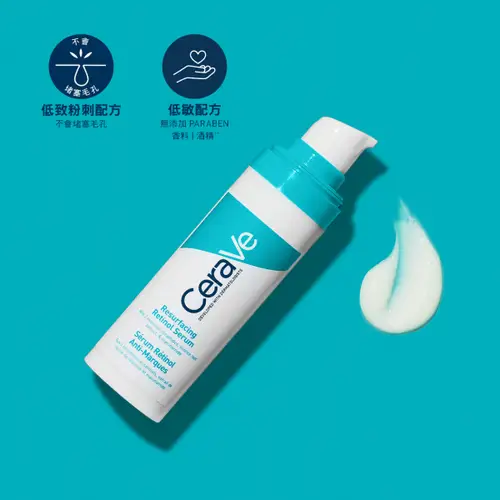 不會
堵塞毛孔
低致粉刺配方
不會堵塞毛孔
低敏配方
無添加 PARABEN
香料 | 酒精**
CeraVe
DEVELOPED WITH DERMATOLOGISTS
Resurfacing
Retinol Serum
Sérum Rétinol
Anti-Marques